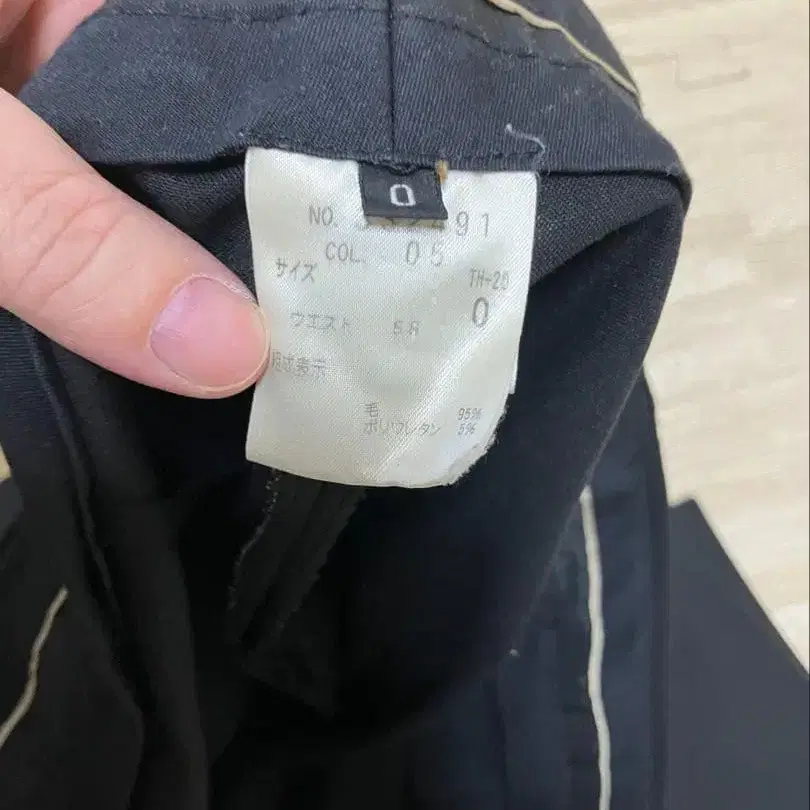 0
NO. 91
COL. 05
サイズ TH-20
ウエスト 58 0
組成表示
毛 95%
ポリウレタン 5%